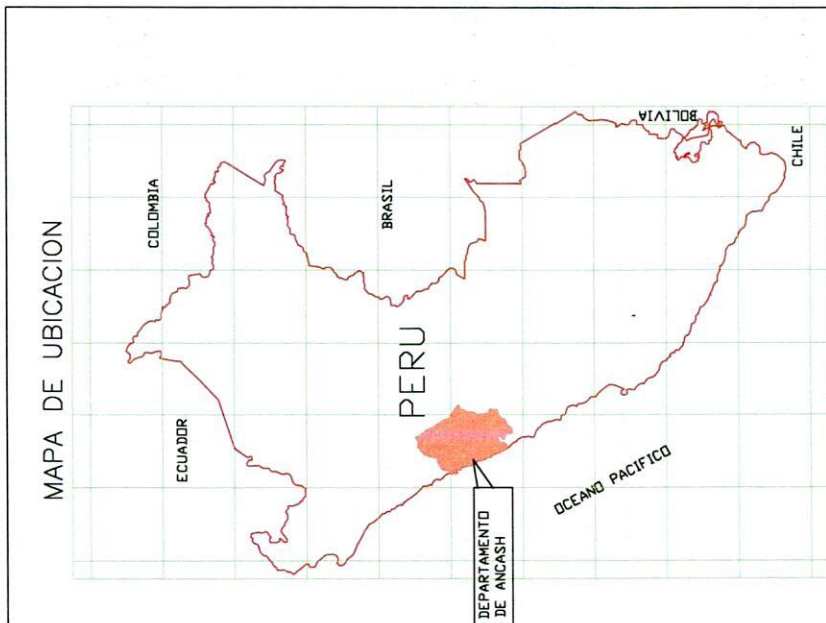 MAPA DE UBICACION
COLOMBIA
ECUADOR
BRASIL
PERU
BOLIVIA
DEPARTAMENTO
DE ANCASH
OCEANO PACIFICO
CHILE